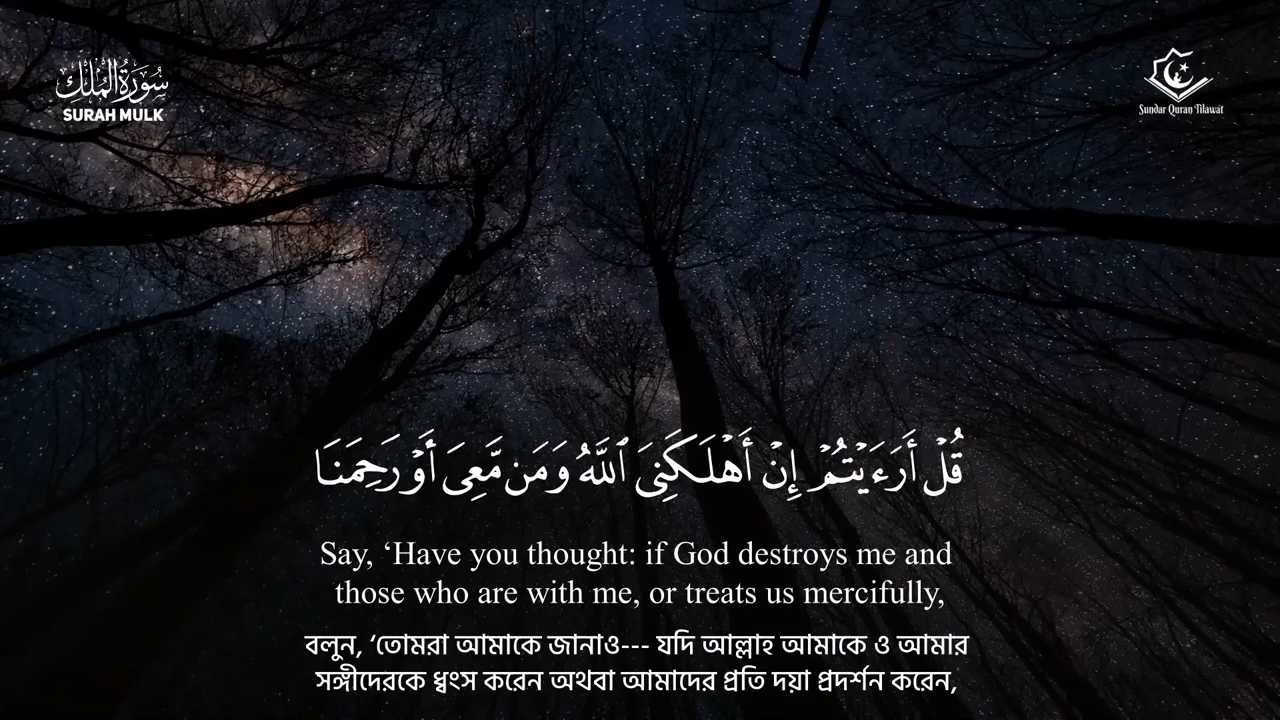 سُورَةُ الْمُلْكِ
SURAH MULK
Sundar Quran Tilawat
قُلْ أَرَءَيْتُمْ إِنْ أَهْلَكَنِىَ ٱللَّهُ وَمَن مَّعِىَ أَوْ رَحِمَنَا
Say, ‘Have you thought: if God destroys me and
those who are with me, or treats us mercifully,
বলুন, ‘তোমরা আমাকে জানাও--- যদি আল্লাহ আমাকে ও আমার
সঙ্গীদেরকে ধ্বংস করেন অথবা আমাদের প্রতি দয়া প্রদর্শন করেন,